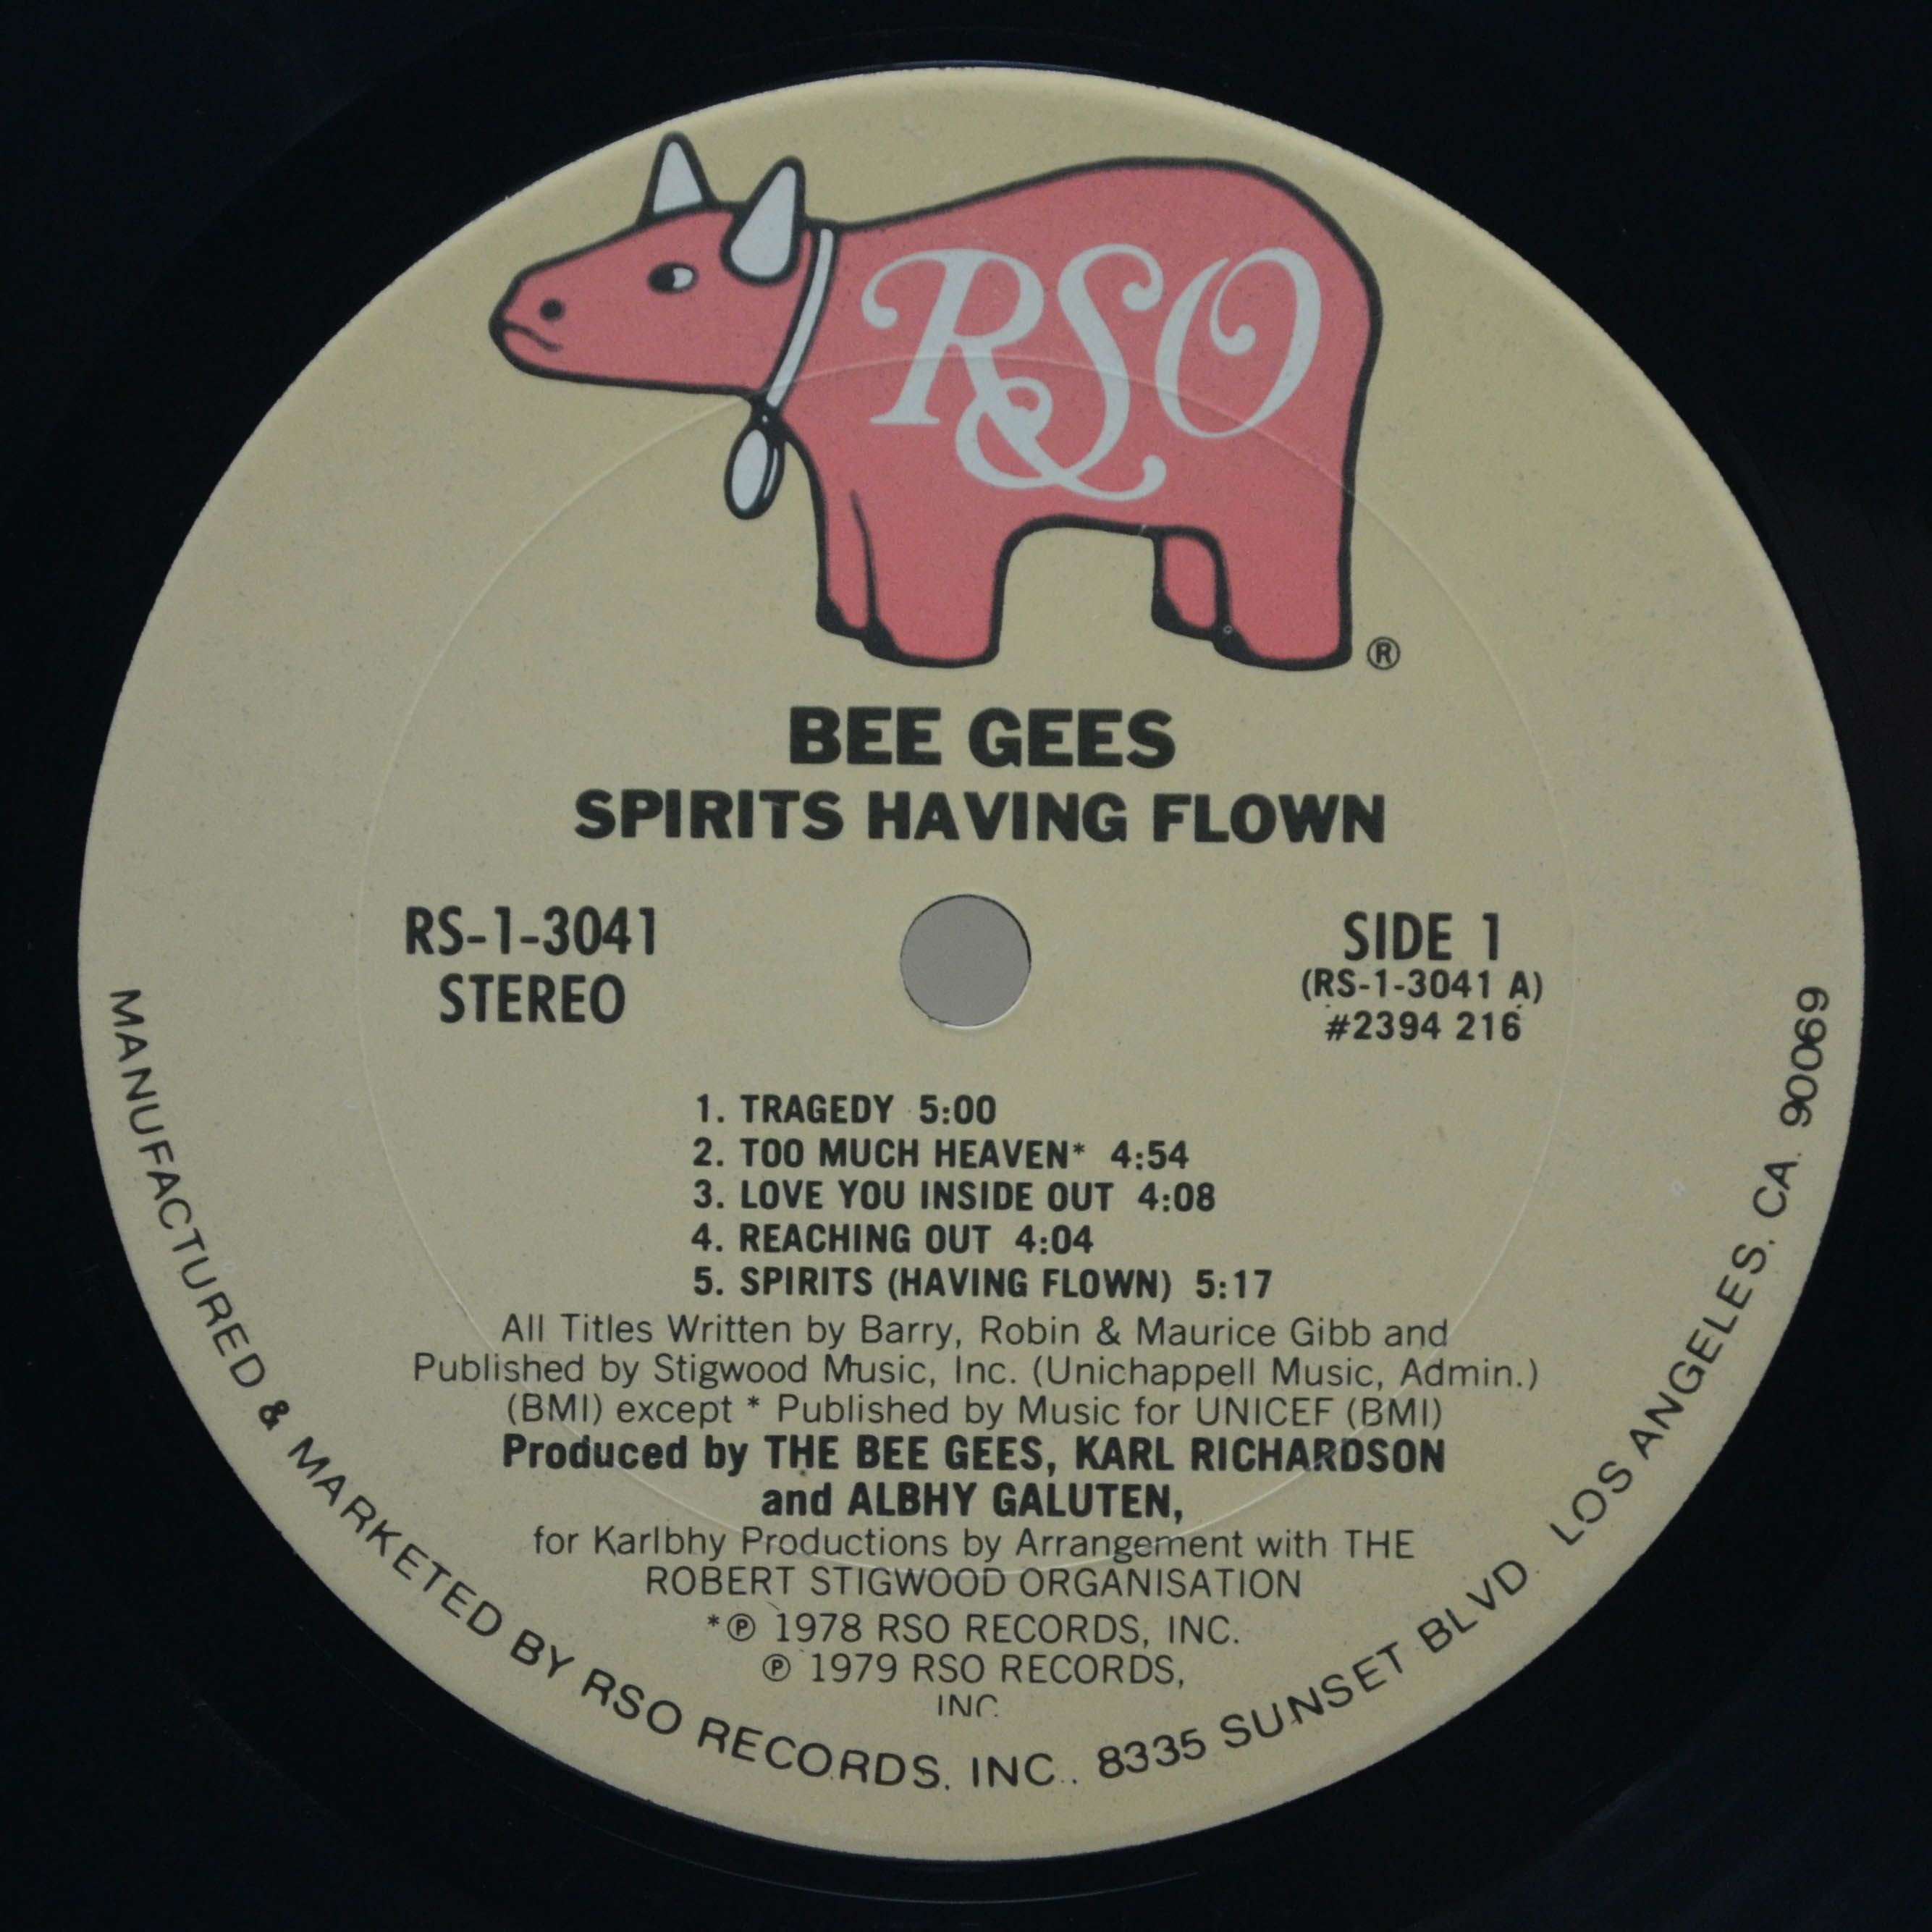 RSO
®
BEE GEES
SPIRITS HAVING FLOWN
RS-1-3041
STEREO
SIDE 1
(RS-1-3041 A)
#2394 216
1. TRAGEDY 5:00
2. TOO MUCH HEAVEN* 4:54
3. LOVE YOU INSIDE OUT 4:08
4. REACHING OUT 4:04
5. SPIRITS (HAVING FLOWN) 5:17
All Titles Written by Barry, Robin & Maurice Gibb and
Published by Stigwood Music, Inc. (Unichappell Music, Admin.)
(BMI) except * Published by Music for UNICEF (BMI)
Produced by THE BEE GEES, KARL RICHARDSON
and ALBHY GALUTEN,
for Karlbhy Productions by Arrangement with THE
ROBERT STIGWOOD ORGANISATION
*℗ 1978 RSO RECORDS, INC.
℗ 1979 RSO RECORDS,
INC.
MANUFACTURED & MARKETED BY RSO RECORDS, INC., 8335 SUNSET BLVD. LOS ANGELES, CA. 90069